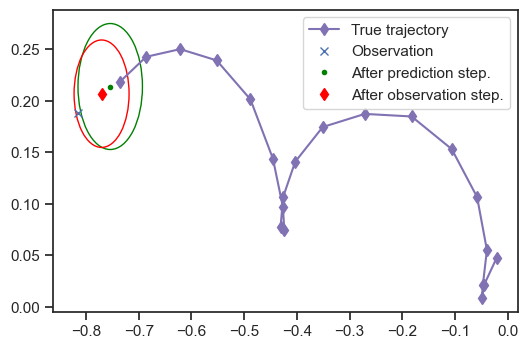 True trajectory
Observation
After prediction step.
After observation step.
0.25
0.20
0.15
0.10
0.05
0.00
−0.8 −0.7 −0.6 −0.5 −0.4 −0.3 −0.2 −0.1 0.0